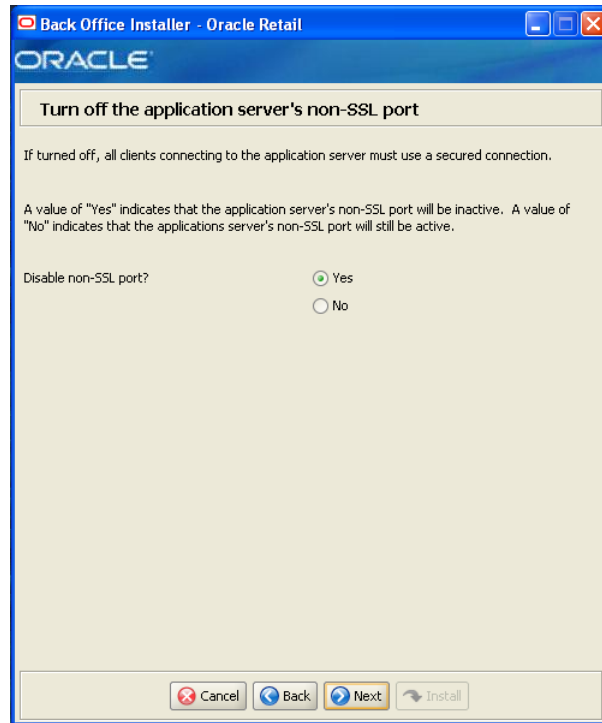 Back Office Installer - Oracle Retail
ORACLE
Turn off the application server's non-SSL port
If turned off, all clients connecting to the application server must use a secured connection.
A value of "Yes" indicates that the application server's non-SSL port will be inactive. A value of
"No" indicates that the applications server's non-SSL port will still be active.
Disable non-SSL port?
Yes
No
Cancel
Back
Next
Install